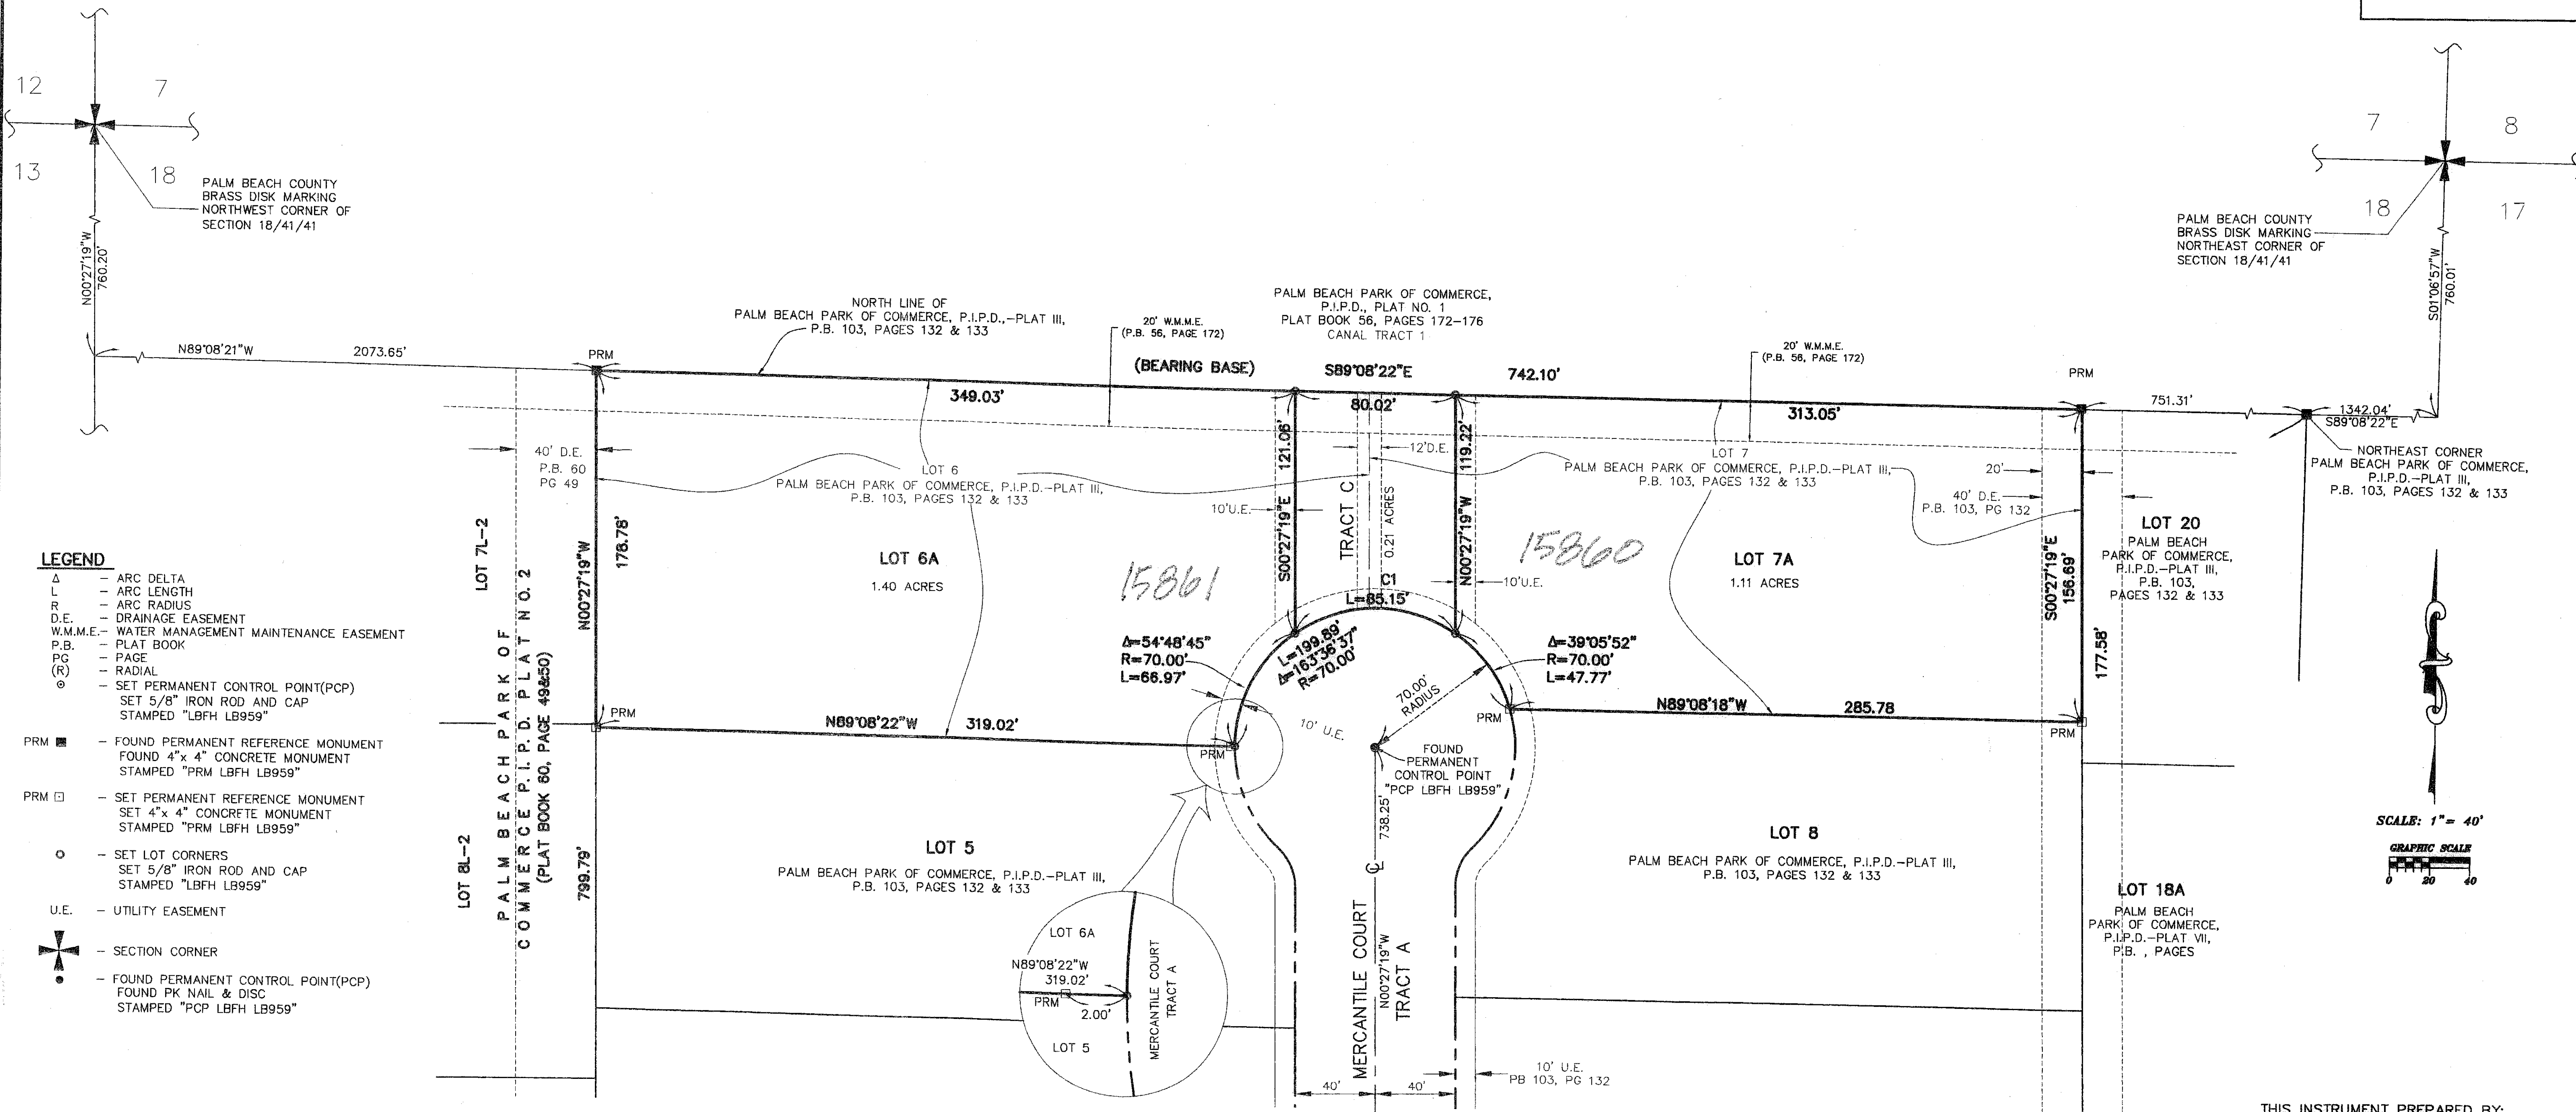 12
7
13
18
PALM BEACH COUNTY
BRASS DISK MARKING
NORTHWEST CORNER OF
SECTION 18/41/41
N00°27'19"W
760.20'
7
8
18
17
PALM BEACH COUNTY
BRASS DISK MARKING
NORTHEAST CORNER OF
SECTION 18/41/41
S01°06'57"W
760.01'
N89°08'21"W 2073.65'
PRM
NORTH LINE OF
PALM BEACH PARK OF COMMERCE, P.I.P.D.,-PLAT III,
P.B. 103, PAGES 132 & 133
20' W.M.M.E.
(P.B. 56, PAGE 172)
PALM BEACH PARK OF COMMERCE,
P.I.P.D., PLAT NO. 1
PLAT BOOK 56, PAGES 172-176
CANAL TRACT 1
(BEARING BASE) S89°08'22"E 742.10'
20' W.M.M.E.
(P.B. 56, PAGE 172)
PRM
349.03'
80.02'
313.05'
751.31'
1342.04'
S89°08'22"E
NORTHEAST CORNER
PALM BEACH PARK OF COMMERCE,
P.I.P.D.-PLAT III,
P.B. 103, PAGES 132 & 133
40' D.E.
P.B. 60
PG 49
LOT 6
PALM BEACH PARK OF COMMERCE, P.I.P.D.-PLAT III,
P.B. 103, PAGES 132 & 133
S00°27'19"E 121.06'
12'D.E.
N00°27'19"W 119.22'
LOT 7
PALM BEACH PARK OF COMMERCE, P.I.P.D.-PLAT III,
P.B. 103, PAGES 132 & 133
20'
40' D.E.
P.B. 103, PG 132
10'U.E.
TRACT C
0.21 ACRES
10'U.E.
LOT 7L-2
N00°27'19"W
178.78'
LOT 6A
1.40 ACRES
15861
15860
LOT 7A
1.11 ACRES
S00°27'19"E
156.69'
177.58'
LOT 20
PALM BEACH
PARK OF COMMERCE,
P.I.P.D.-PLAT III,
P.B. 103,
PAGES 132 & 133
C1
L=85.15'
Δ=54°48'45"
R=70.00'
L=66.97'
L=199.89'
Δ=163°36'37"
R=70.00'
Δ=39°05'52"
R=70.00'
L=47.77'
70.00'
RADIUS
PRM
N89°08'22"W 319.02'
PRM
10' U.E.
PRM
N89°08'18"W 285.78
PRM
FOUND
PERMANENT
CONTROL POINT
"PCP LBFH LB959"
738.25'
LEGEND
Δ - ARC DELTA
L - ARC LENGTH
R - ARC RADIUS
D.E. - DRAINAGE EASEMENT
W.M.M.E.- WATER MANAGEMENT MAINTENANCE EASEMENT
P.B. - PLAT BOOK
PG - PAGE
(R) - RADIAL
- SET PERMANENT CONTROL POINT(PCP)
SET 5/8" IRON ROD AND CAP
STAMPED "LBFH LB959"
PRM - FOUND PERMANENT REFERENCE MONUMENT
FOUND 4"x 4" CONCRETE MONUMENT
STAMPED "PRM LBFH LB959"
PRM - SET PERMANENT REFERENCE MONUMENT
SET 4"x 4" CONCRETE MONUMENT
STAMPED "PRM LBFH LB959"
- SET LOT CORNERS
SET 5/8" IRON ROD AND CAP
STAMPED "LBFH LB959"
U.E. - UTILITY EASEMENT
- SECTION CORNER
- FOUND PERMANENT CONTROL POINT(PCP)
FOUND PK NAIL & DISC
STAMPED "PCP LBFH LB959"
LOT 8L-2
PALM BEACH PARK OF
COMMERCE P.I.P.D. PLAT NO. 2
(PLAT BOOK 60, PAGE 49&50)
799.79'
LOT 5
PALM BEACH PARK OF COMMERCE, P.I.P.D.-PLAT III,
P.B. 103, PAGES 132 & 133
LOT 6A
N89°08'22"W
319.02'
PRM
2.00'
LOT 5
MERCANTILE COURT
TRACT A
MERCANTILE COURT
N00°27'19"W
TRACT A
CL
40'
40'
10' U.E.
PB 103, PG 132
LOT 8
PALM BEACH PARK OF COMMERCE, P.I.P.D.-PLAT III,
P.B. 103, PAGES 132 & 133
LOT 18A
PALM BEACH
PARK OF COMMERCE,
P.I.P.D.-PLAT VII,
P.B. , PAGES
SCALE: 1"= 40'
GRAPHIC SCALE
0 20 40
THIS INSTRUMENT PREPARED BY: